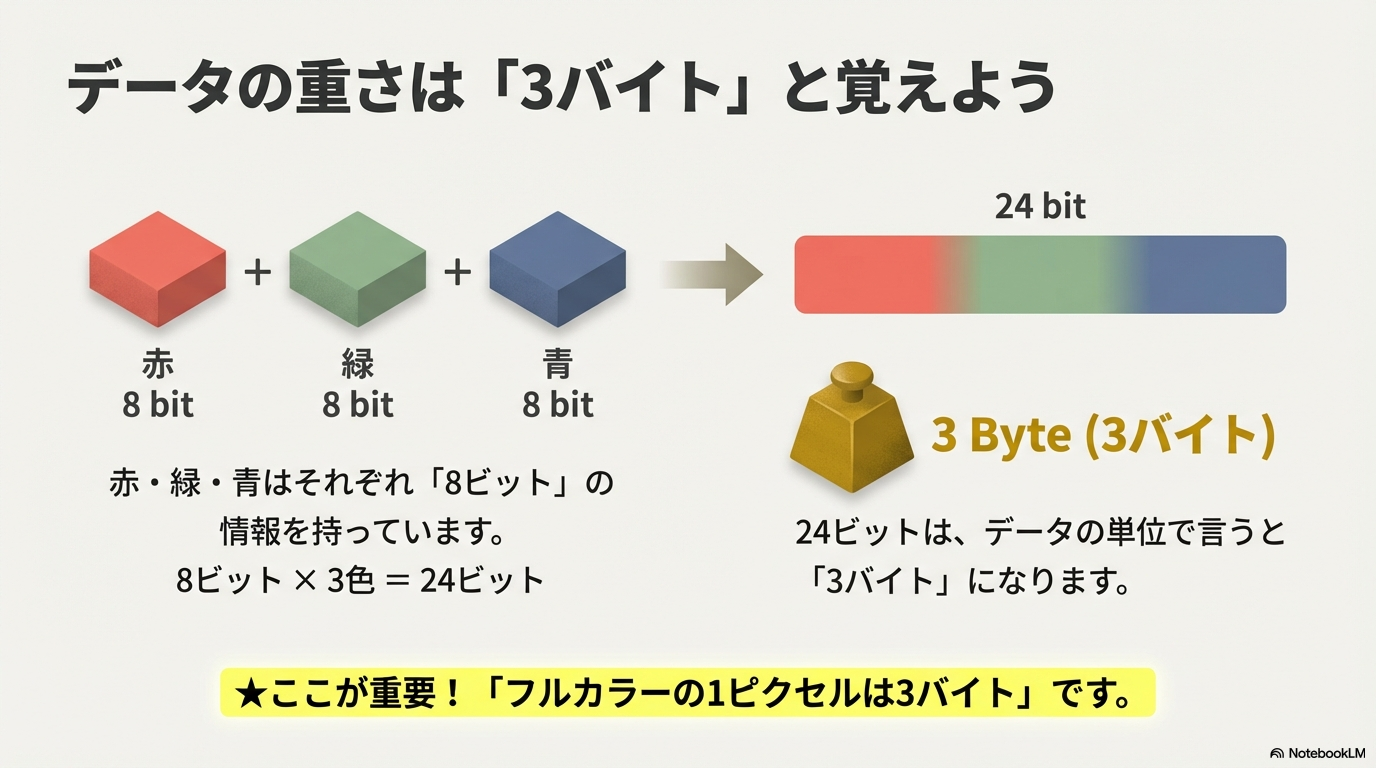 データの重さは「3バイト」と覚えよう
赤
8 bit
+
緑
8 bit
+
青
8 bit
赤・緑・青はそれぞれ「8ビット」の
情報を持っています。
8ビット × 3色 = 24ビット
24 bit
3 Byte (3バイト)
24ビットは、データの単位で言うと
「3バイト」になります。
★ここが重要！「フルカラーの1ピクセルは3バイト」です。
NotebookLM